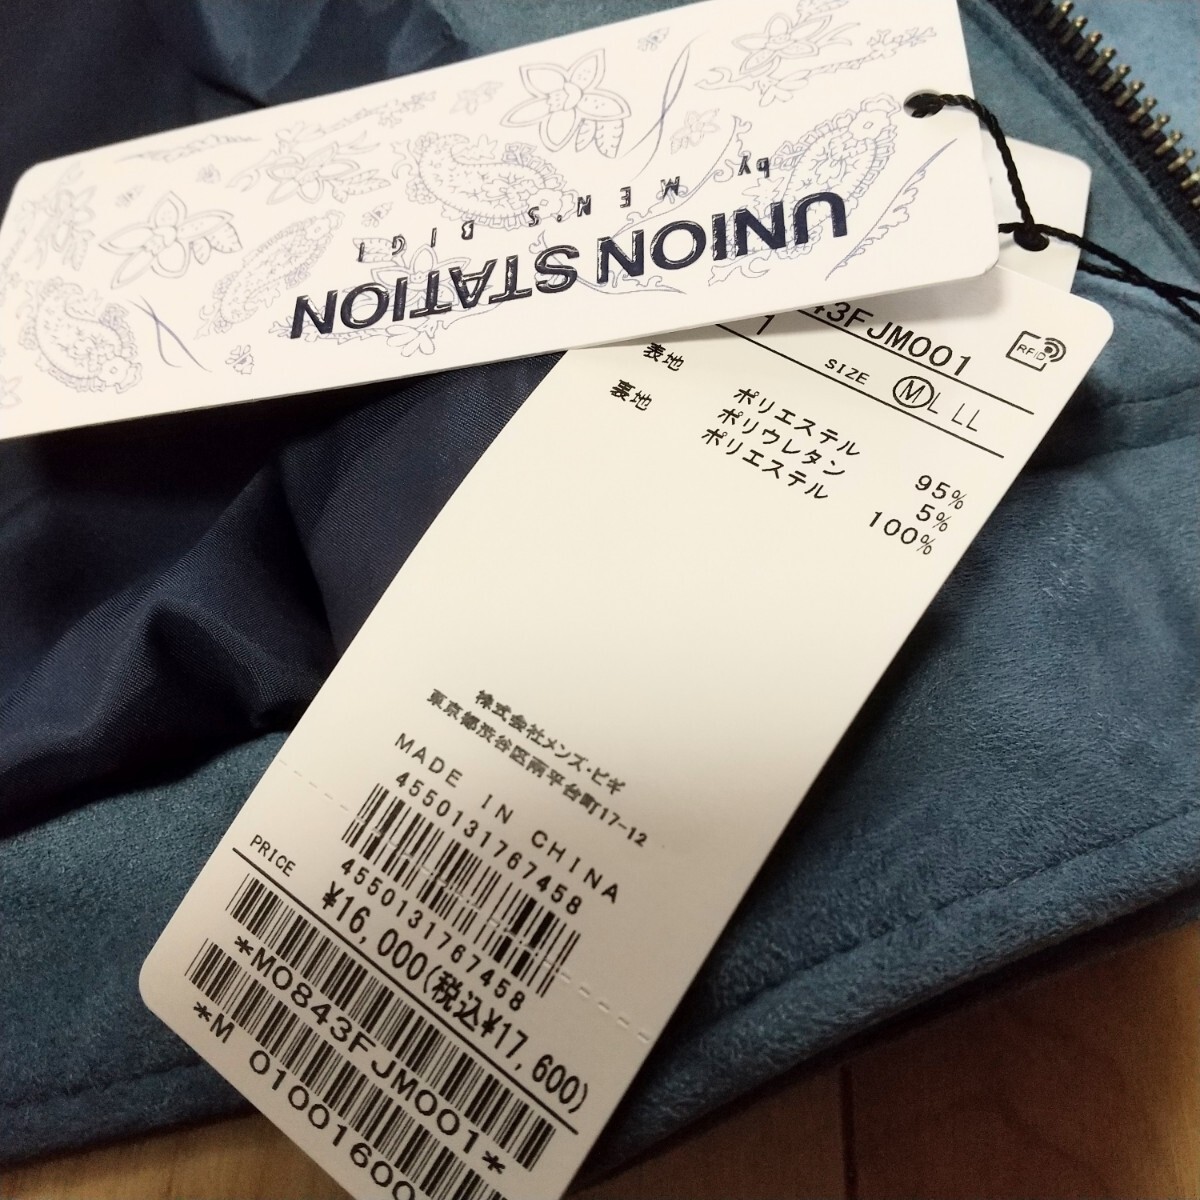 UNION STATION
by MEN'S BIGI
43FJM001
RFID
1
SIZE M L LL
表地 ポリエステル 95%
ポリウレタン 5%
裏地 ポリエステル 100%
株式会社メンズ・ビギ
東京都渋谷区南平台町17-12
MADE IN CHINA
4550131767458
4550131767458
PRICE ¥16,000(税込¥17,600)
*M0843FJM001*
*M 01001600